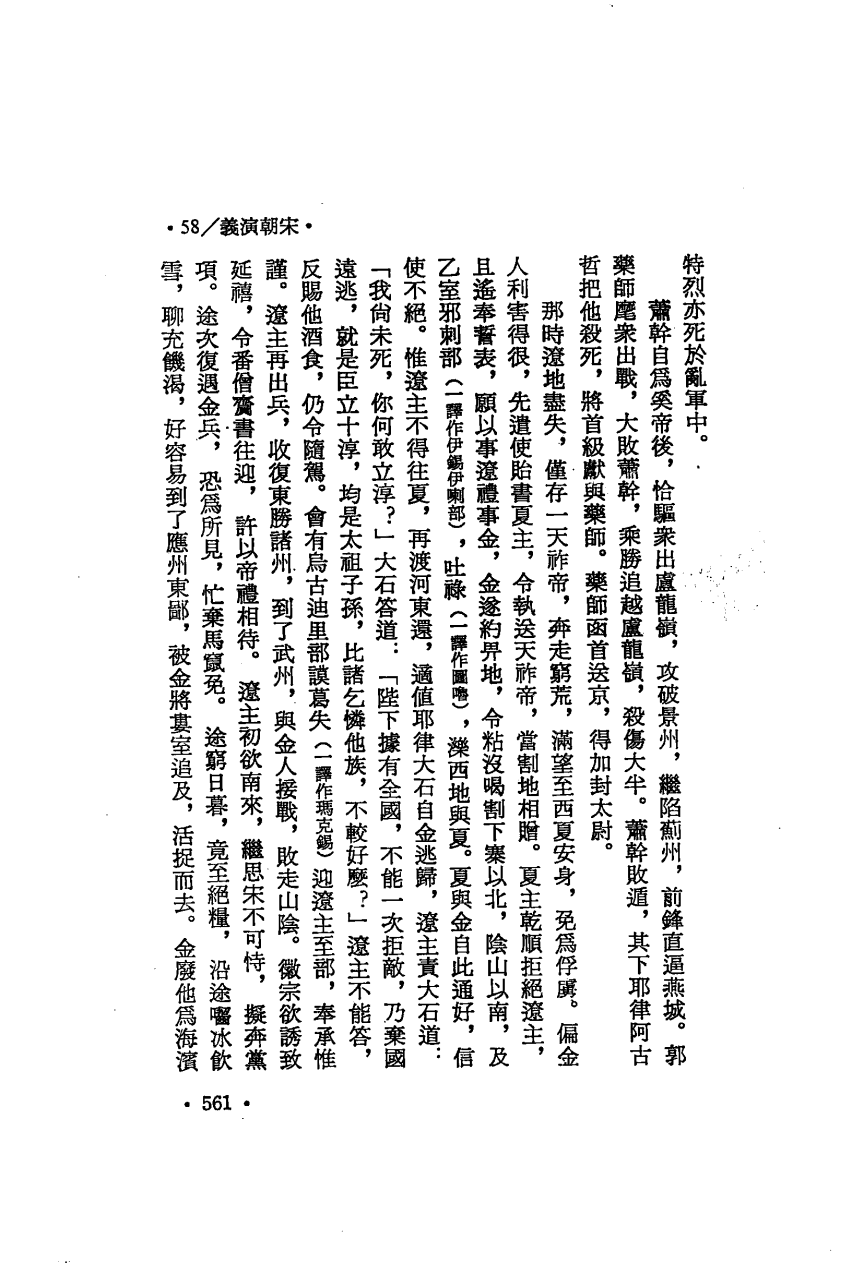 •58／義演朝宋•
特烈亦死於亂軍中。
蕭幹自爲奚帝後，恰驅衆出盧龍嶺，攻破景州，繼陷薊州，前鋒直逼燕城。郭
藥師麾衆出戰，大敗蕭幹，乘勝追越盧龍嶺，殺傷大半。蕭幹敗遁，其下耶律阿古
哲把他殺死，將首級獻與藥師。藥師函首送京，得加封太尉。
那時遼地盡失，僅存一天祚帝，奔走窮荒，滿望至西夏安身，免爲俘虜。偏金
人利害得很，先遣使貽書夏主，令執送天祚帝，當割地相贈。夏主乾順拒絕遼主，
且遙奉誓表，願以事遼禮事金，金遂約畀地，令粘沒喝割下寨以北，陰山以南，及
乙室邪刺部（一譯作伊錫伊喇部），吐祿（一譯作圖嚕），濼西地與夏。夏與金自此通好，信
使不絕。惟遼主不得往夏，再渡河東還，適值耶律大石自金逃歸，遼主責大石道：
「我尙未死，你何敢立淳？」大石答道：「陛下據有全國，不能一次拒敵，乃棄國
遠逃，就是臣立十淳，均是太祖子孫，比諸乞憐他族，不較好麼？」遼主不能答，
反賜他酒食，仍令隨駕。會有烏古迪里部謨葛失（一譯作瑪克錫）迎遼主至部，奉承惟
謹。遼主再出兵，收復東勝諸州，到了武州，與金人接戰，敗走山陰。徽宗欲誘致
延禧，令番僧齎書往迎，許以帝禮相待。遼主初欲南來，繼思宋不可恃，擬奔黨
項。途次復遇金兵，恐爲所見，忙棄馬竄免。途窮日暮，竟至絕糧，沿途嚙冰飲
雪，聊充饑渴，好容易到了應州東鄙，被金將婁室追及，活捉而去。金廢他爲海濱
•561•